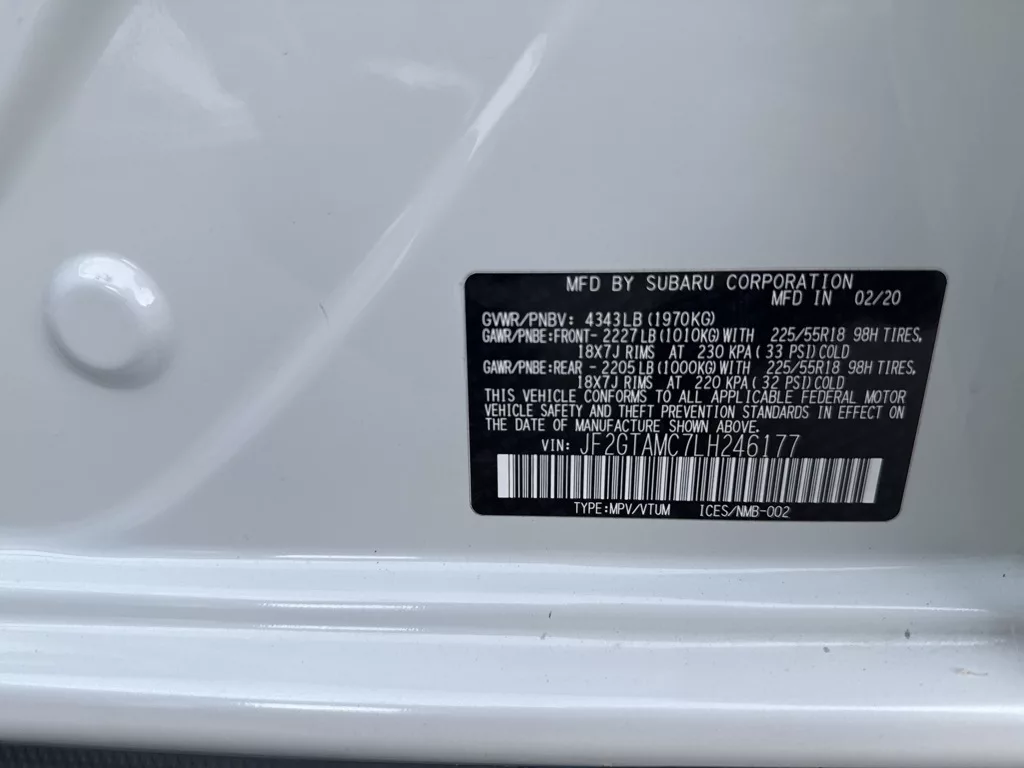 MFD BY SUBARU CORPORATION
MFD IN 02/20
GVWR/PNBV: 4343LB(1970KG)
GAWR/PNBE:FRONT- 2227LB(1010KG)WITH 225/55R18 98H TIRES,
18X7J RIMS AT 230 KPA( 33 PSI)COLD
GAWR/PNBE:REAR - 2205LB(1000KG)WITH 225/55R18 98H TIRES,
18X7J RIMS AT 220 KPA( 32 PSI)COLD
THIS VEHICLE CONFORMS TO ALL APPLICABLE FEDERAL MOTOR
VEHICLE SAFETY AND THEFT PREVENTION STANDARDS IN EFFECT ON
THE DATE OF MANUFACTURE SHOWN ABOVE.
VIN: JF2GTAMC7LH246177
TYPE:MPV/VTUM ICES/NMB-002